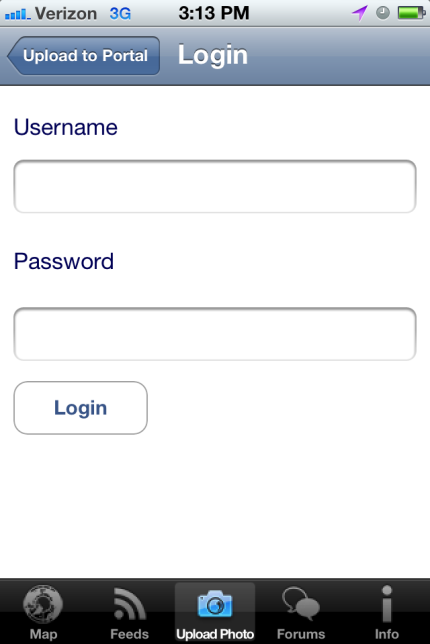 Verizon 3G 3:13 PM
Upload to Portal Login
Username
Password
Login
Map Feeds Upload Photo Forums Info